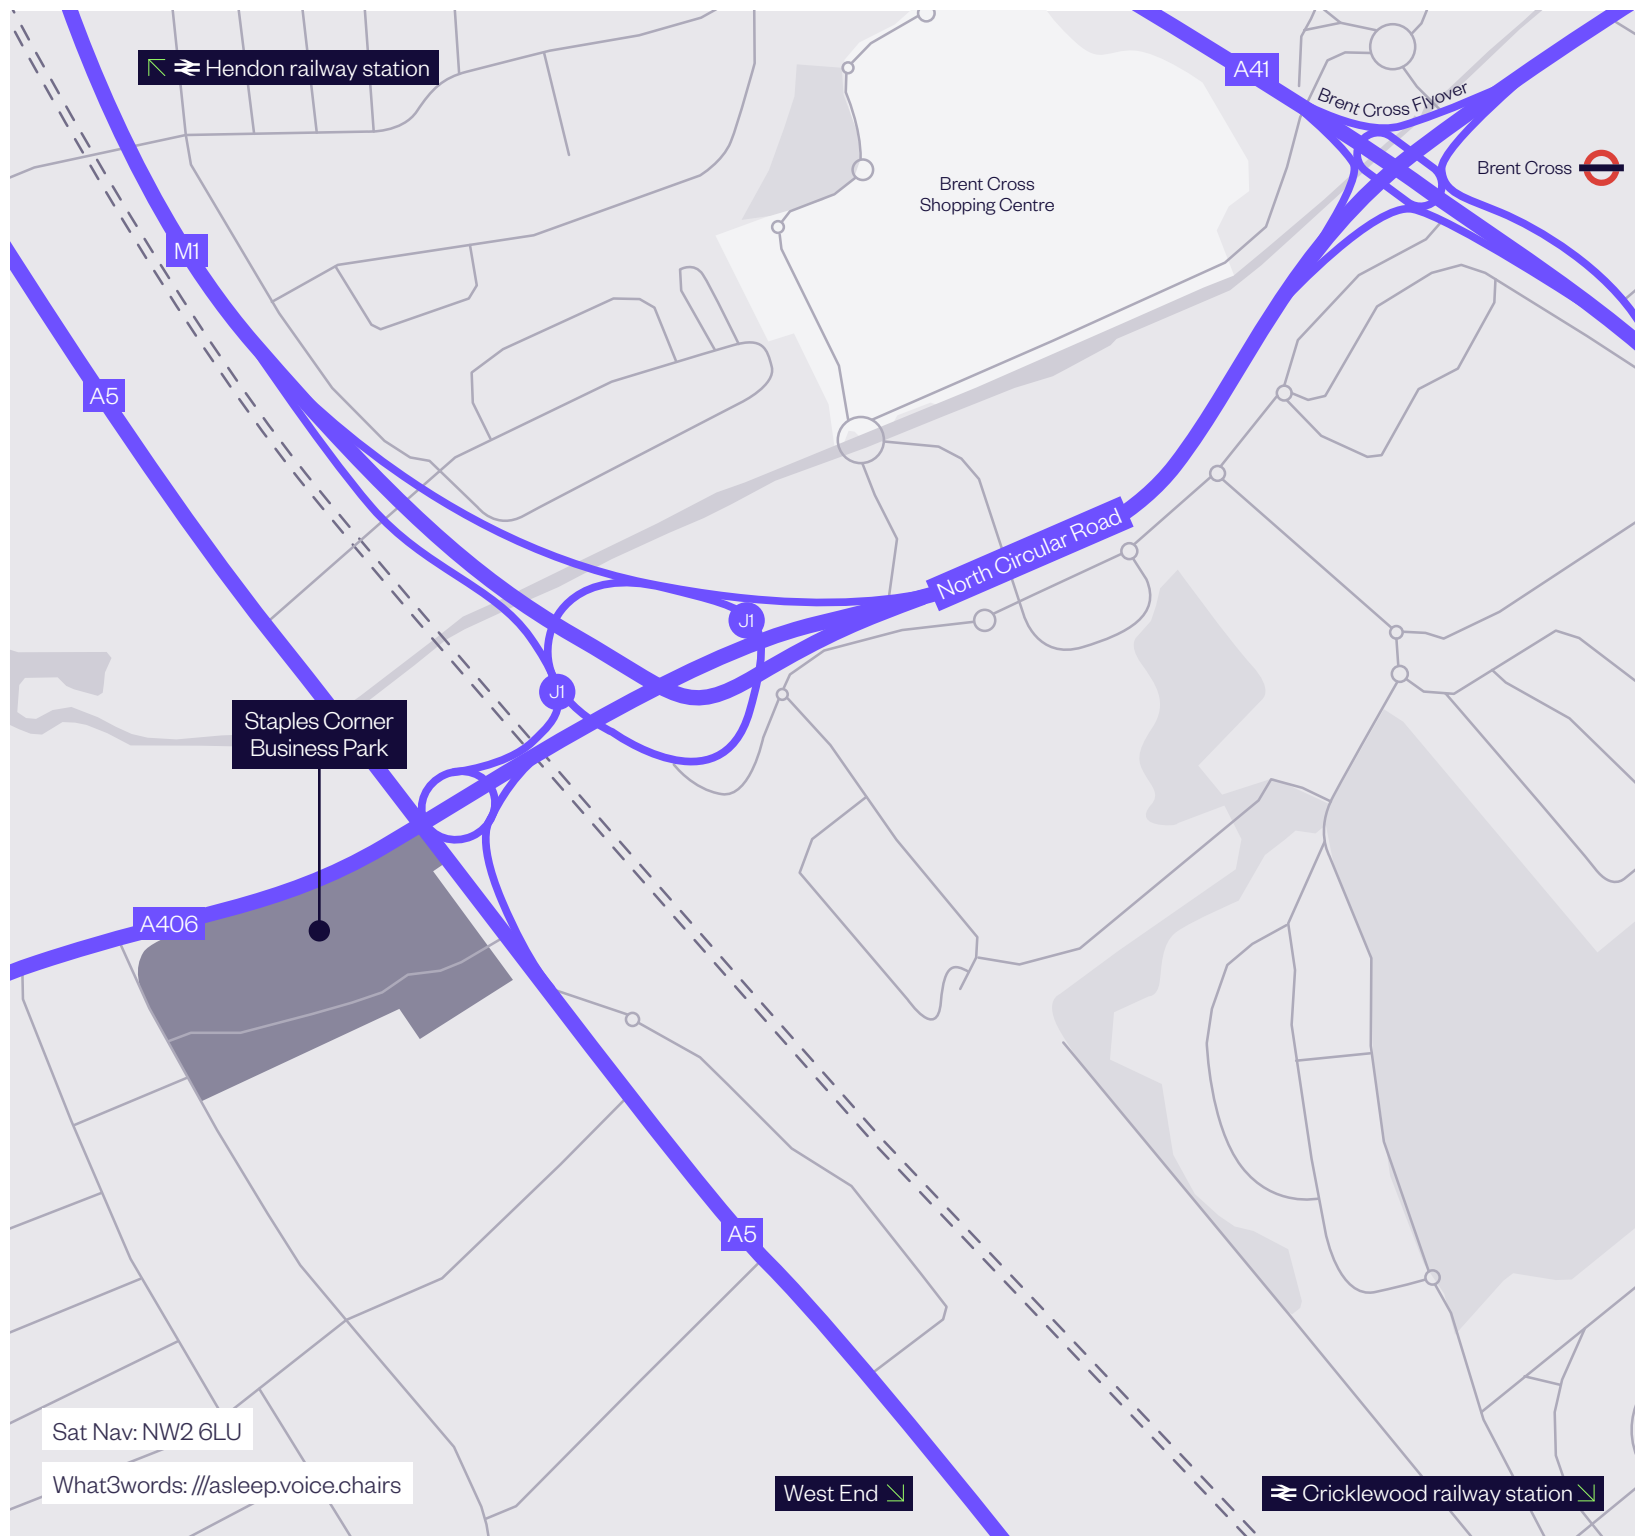 Hendon railway station
A41
Brent Cross Flyover
Brent Cross
Brent Cross
Shopping Centre
M1
A5
North Circular Road
J1
J1
Staples Corner
Business Park
A406
A5
Sat Nav: NW2 6LU
What3words: ///asleep.voice.chairs
West End
Cricklewood railway station